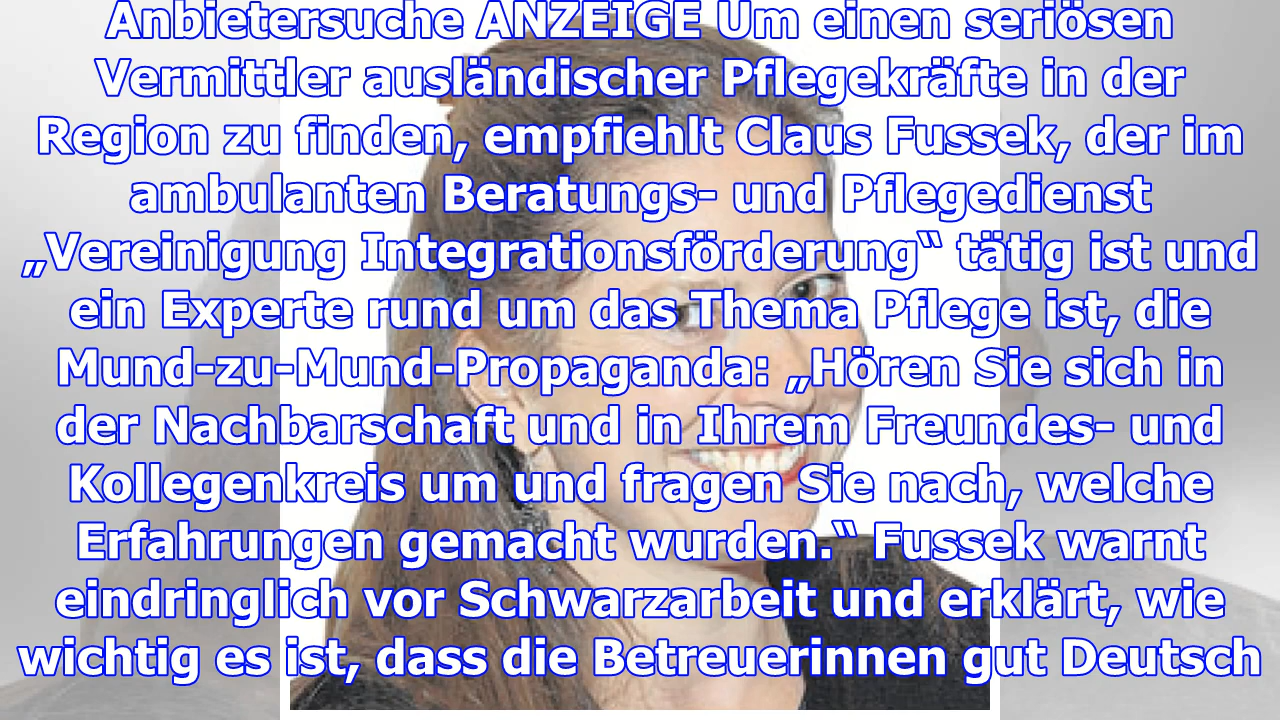 Anbietersuche ANZEIGE Um einen seriösen
Vermittler ausländischer Pflegekräfte in der
Region zu finden, empfiehlt Claus Fussek, der im
ambulanten Beratungs- und Pflegedienst
„Vereinigung Integrationsförderung“ tätig ist und
ein Experte rund um das Thema Pflege ist, die
Mund-zu-Mund-Propaganda: „Hören Sie sich in
der Nachbarschaft und in Ihrem Freundes- und
Kollegenkreis um und fragen Sie nach, welche
Erfahrungen gemacht wurden.“ Fussek warnt
eindringlich vor Schwarzarbeit und erklärt, wie
wichtig es ist, dass die Betreuerinnen gut Deutsch